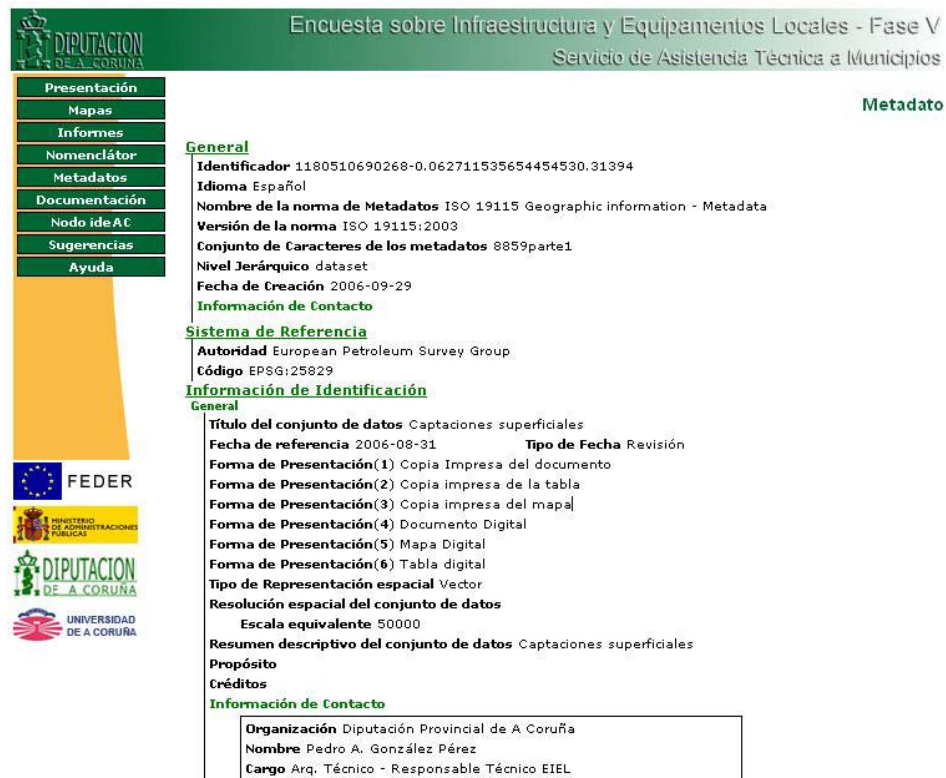 DIPUTACION
DE A CORUÑA
Encuesta sobre Infraestructura y Equipamentos Locales - Fase V
Servicio de Asistencia Técnica a Municipios
Presentación
Mapas
Informes
Nomenclátor
Metadatos
Documentación
Nodo ideAC
Sugerencias
Ayuda
FEDER
MINISTERIO
DE ADMINISTRACIONES
PÚBLICAS
DIPUTACION
DE A CORUÑA
UNIVERSIDAD
DE A CORUÑA
Metadato
General
Identificador 1180510690268-0.062711535654454530.31394
Idioma Español
Nombre de la norma de Metadatos ISO 19115 Geographic information - Metadata
Versión de la norma ISO 19115:2003
Conjunto de Caracteres de los metadatos 8859parte1
Nivel Jerárquico dataset
Fecha de Creación 2006-09-29
Información de Contacto
Sistema de Referencia
Autoridad European Petroleum Survey Group
Código EPSG:25829
Información de Identificación
General
Título del conjunto de datos Captaciones superficiales
Fecha de referencia 2006-08-31 Tipo de Fecha Revisión
Forma de Presentación(1) Copia Impresa del documento
Forma de Presentación(2) Copia impresa de la tabla
Forma de Presentación(3) Copia impresa del mapa
Forma de Presentación(4) Documento Digital
Forma de Presentación(5) Mapa Digital
Forma de Presentación(6) Tabla digital
Tipo de Representación espacial Vector
Resolución espacial del conjunto de datos
Escala equivalente 50000
Resumen descriptivo del conjunto de datos Captaciones superficiales
Propósito
Créditos
Información de Contacto
Organización Diputación Provincial de A Coruña
Nombre Pedro A. González Pérez
Cargo Arq. Técnico - Responsable Técnico EIEL